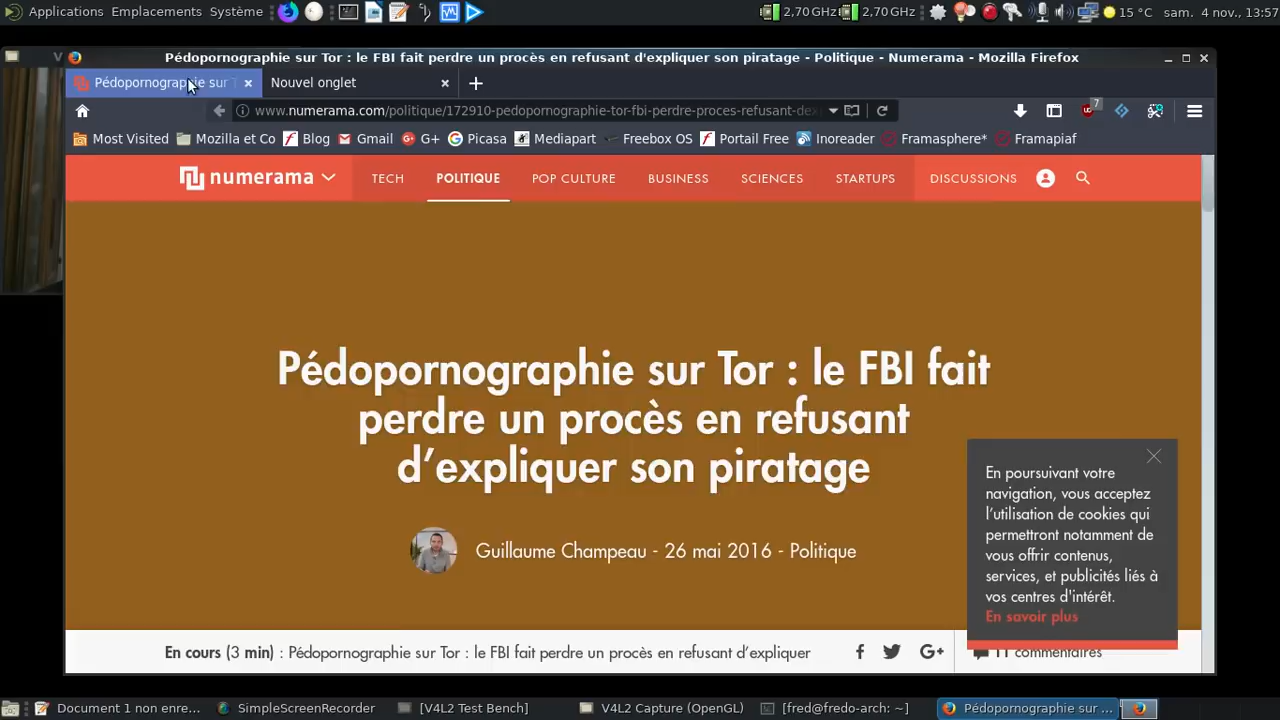 Applications Emplacements Système
2,70 GHz 2,70 GHz 15 °C sam. 4 nov., 13:57
Pédopornographie sur Tor : le FBI fait perdre un procès en refusant d'expliquer son piratage - Politique - Numerama - Mozilla Firefox
Pédopornographie sur T
Nouvel onglet
www.numerama.com/politique/172910-pedopornographie-tor-fbi-perdre-proces-refusant-dex
7
Most Visited Mozilla et Co Blog Gmail G+ Picasa Mediapart Freebox OS Portail Free Inoreader Framasphere* Framapiaf
numerama TECH POLITIQUE POP CULTURE BUSINESS SCIENCES STARTUPS DISCUSSIONS
Pédopornographie sur Tor : le FBI fait
perdre un procès en refusant
d’expliquer son piratage
Guillaume Champeau - 26 mai 2016 - Politique
En poursuivant votre
navigation, vous acceptez
l’utilisation de cookies qui
permettront notamment de
vous offrir contenus,
services, et publicités liés à
vos centres d'intérêt.
En savoir plus
En cours (3 min) : Pédopornographie sur Tor : le FBI fait perdre un procès en refusant d’expliquer
G+
11 commentaires
Document 1 non enre... SimpleScreenRecorder [V4L2 Test Bench] V4L2 Capture (OpenGL) [fred@fredo-arch: ~] Pédopornographie sur ...